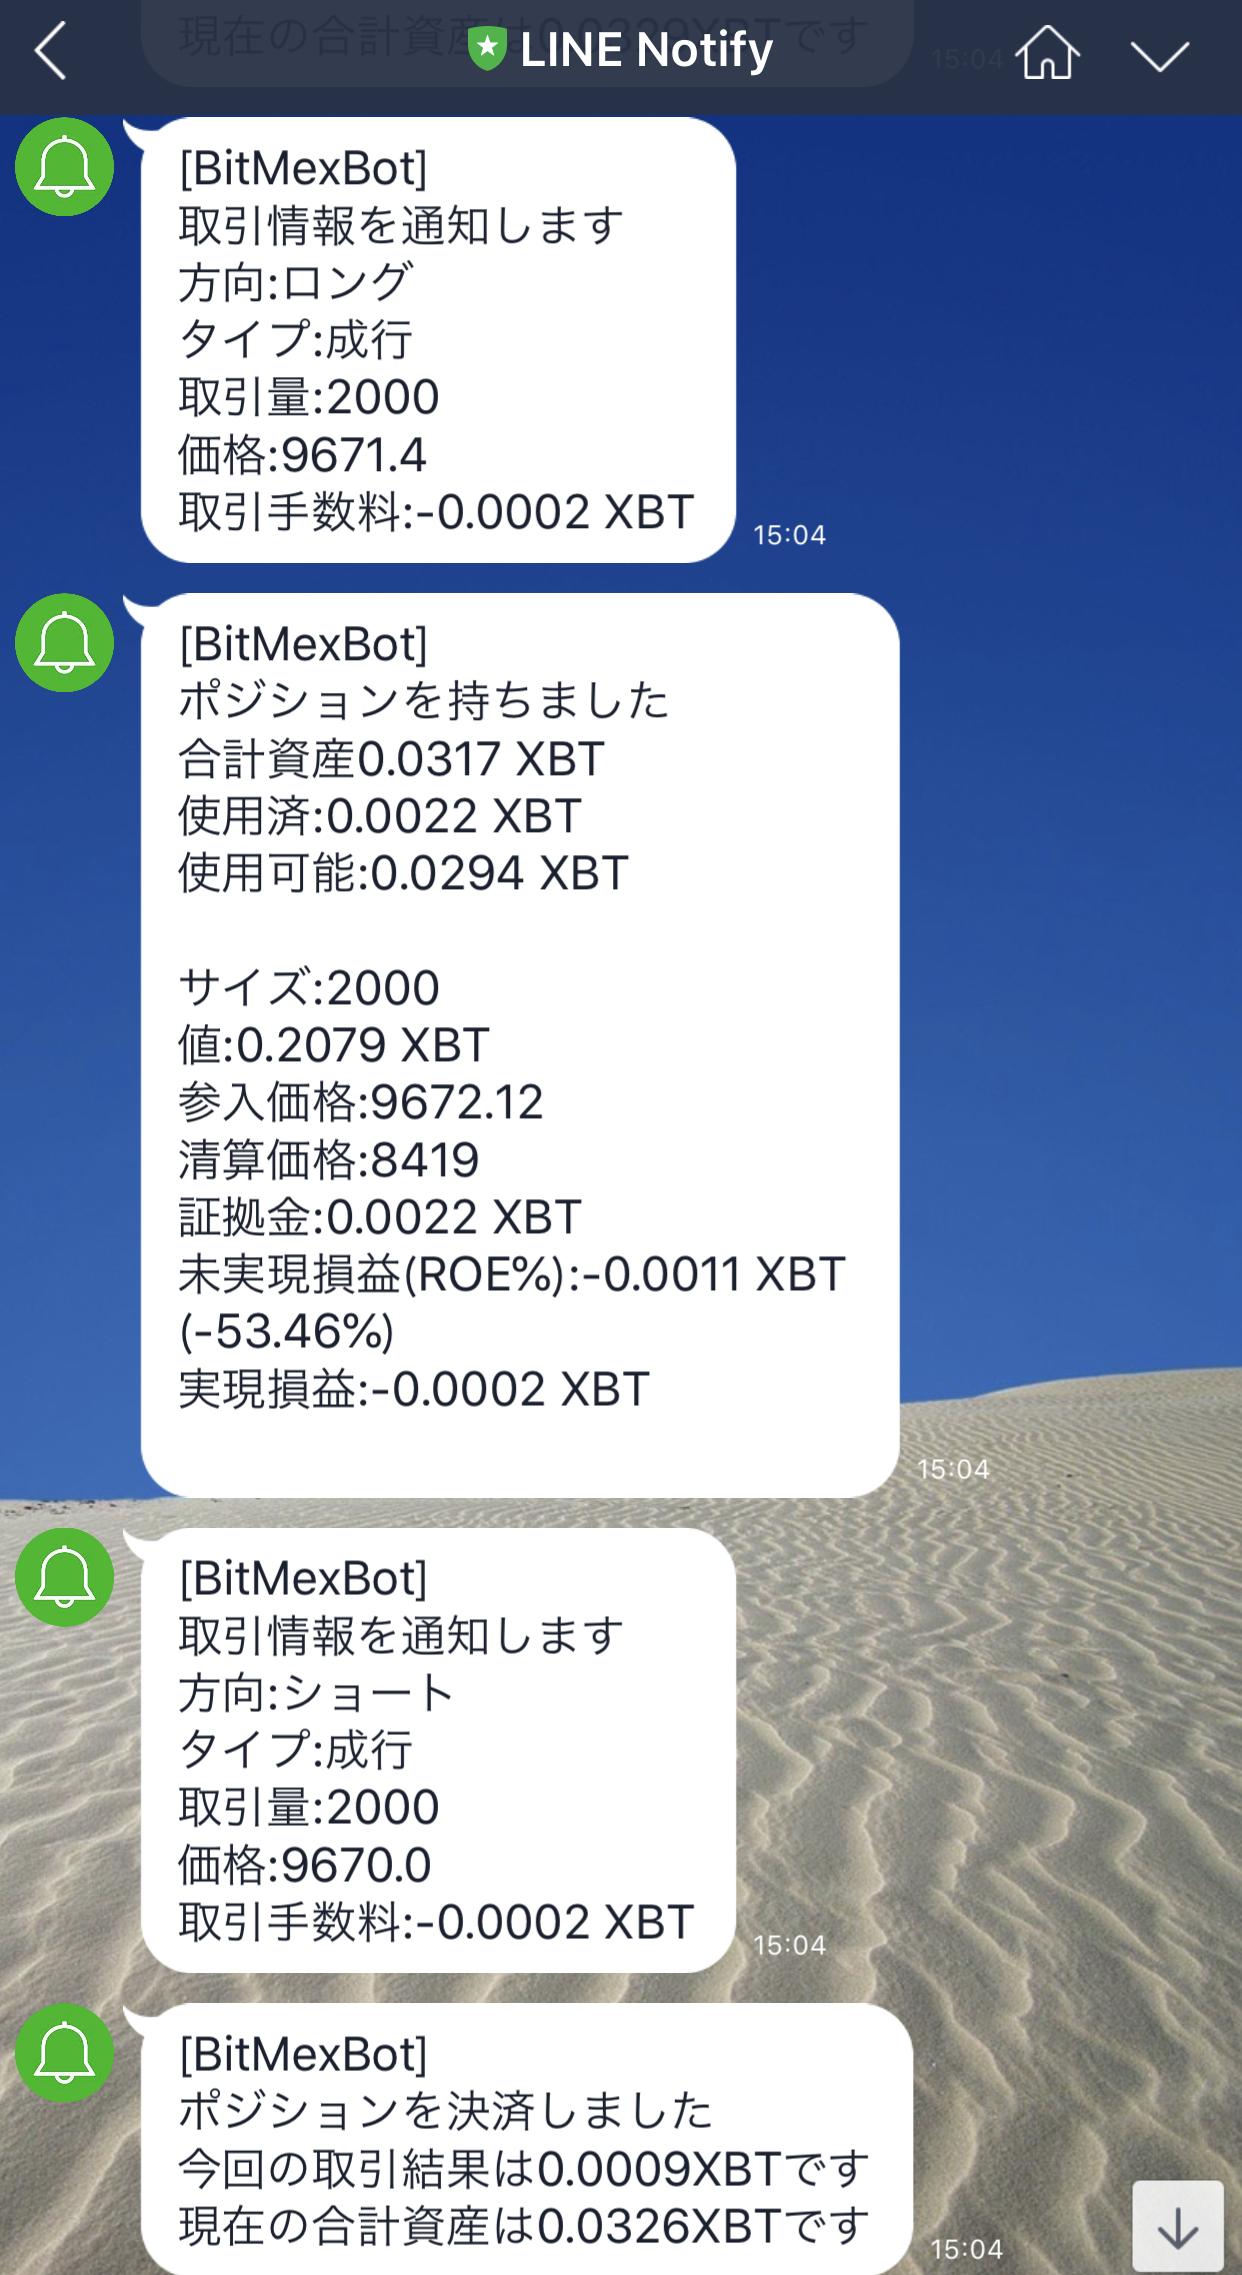 現在の合計資産は0.0329XBTです
15:04
LINE Notify
[BitMexBot]
取引情報を通知します
方向:ロング
タイプ:成行
取引量:2000
価格:9671.4
取引手数料:-0.0002 XBT
15:04
[BitMexBot]
ポジションを持ちました
合計資産0.0317 XBT
使用済:0.0022 XBT
使用可能:0.0294 XBT
サイズ:2000
値:0.2079 XBT
参入価格:9672.12
清算価格:8419
証拠金:0.0022 XBT
未実現損益(ROE%):-0.0011 XBT
(-53.46%)
実現損益:-0.0002 XBT
15:04
[BitMexBot]
取引情報を通知します
方向:ショート
タイプ:成行
取引量:2000
価格:9670.0
取引手数料:-0.0002 XBT
15:04
[BitMexBot]
ポジションを決済しました
今回の取引結果は0.0009XBTです
現在の合計資産は0.0326XBTです
15:04